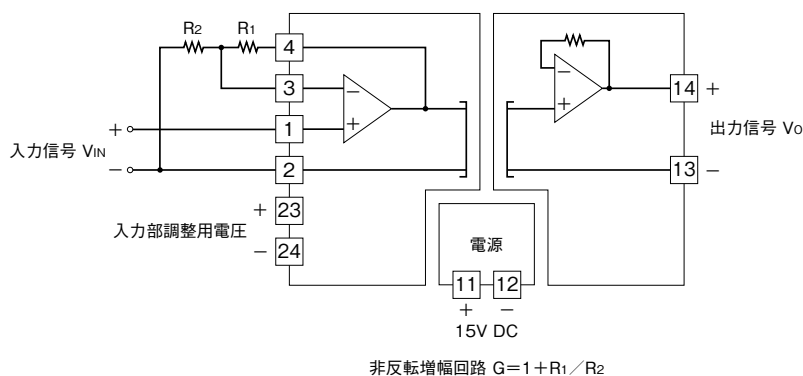 R2 R1
4
3
1
2
23
24
+
入力信号 VIN
−
+
入力部調整用電圧
−
−
+
−
+
14 +
出力信号 VO
13 −
電源
11 12
+ −
15V DC
非反転増幅回路 G=1+R1/R2